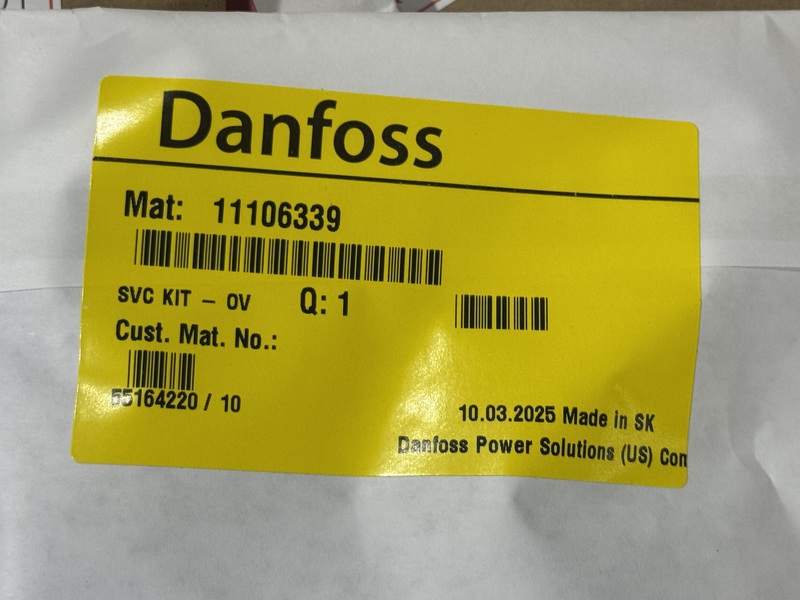 Danfoss
Mat: 11106339
SVC KIT – OV Q: 1
Cust. Mat. No.:
55164220 / 10
10.03.2025 Made in SK
Danfoss Power Solutions (US) Com